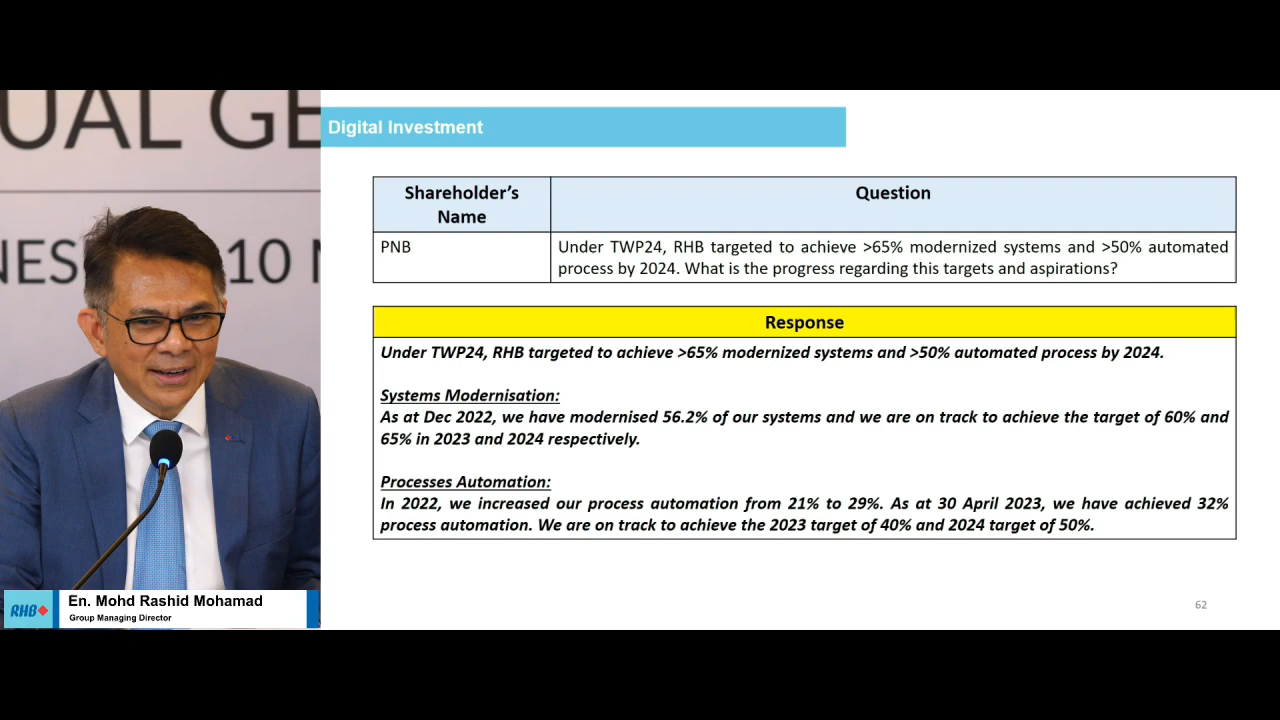 UAL GE
NES
10
Digital Investment
Shareholder's
Name
Question
PNB
Under TWP24, RHB targeted to achieve >65% modernized systems and >50% automated
process by 2024. What is the progress regarding this targets and aspirations?
Response
Under TWP24, RHB targeted to achieve >65% modernized systems and >50% automated process by 2024.
Systems Modernisation:
As at Dec 2022, we have modernised 56.2% of our systems and we are on track to achieve the target of 60% and
65% in 2023 and 2024 respectively.
Processes Automation:
In 2022, we increased our process automation from 21% to 29%. As at 30 April 2023, we have achieved 32%
process automation. We are on track to achieve the 2023 target of 40% and 2024 target of 50%.
RHB
En. Mohd Rashid Mohamad
Group Managing Director
62